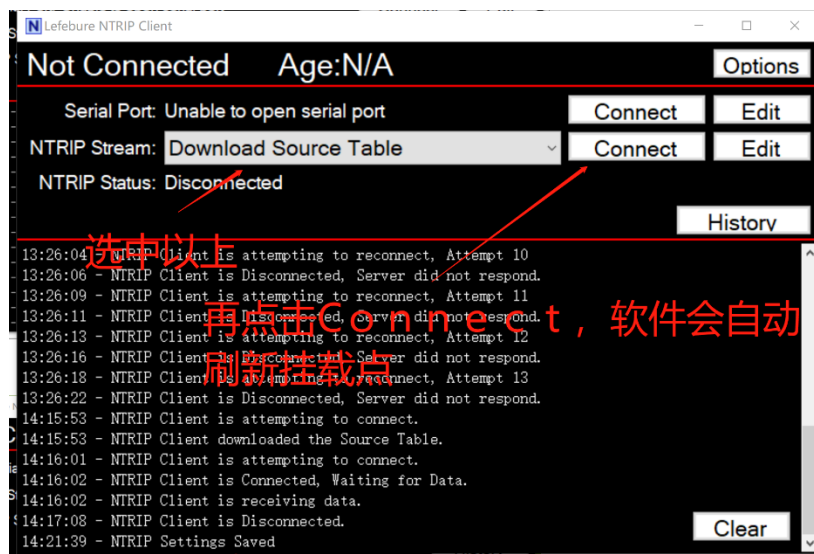 Lefebure NTRIP Client
Not Connected Age:N/A Options
Serial Port: Unable to open serial port Connect Edit
NTRIP Stream: Download Source Table Connect Edit
NTRIP Status: Disconnected
History
选中以上
再点击Connect，软件会自动
刷新挂载点
13:26:04 - NTRIP Client is attempting to reconnect, Attempt 10
13:26:06 - NTRIP Client is Disconnected, Server did not respond.
13:26:09 - NTRIP Client is attempting to reconnect, Attempt 11
13:26:11 - NTRIP Client is Disconnected, Server did not respond.
13:26:13 - NTRIP Client is attempting to reconnect, Attempt 12
13:26:16 - NTRIP Client is Disconnected, Server did not respond.
13:26:18 - NTRIP Client is attempting to reconnect, Attempt 13
13:26:22 - NTRIP Client is Disconnected, Server did not respond.
14:15:53 - NTRIP Client is attempting to connect.
14:15:53 - NTRIP Client downloaded the Source Table.
14:16:01 - NTRIP Client is attempting to connect.
14:16:02 - NTRIP Client is Connected, Waiting for Data.
14:16:02 - NTRIP Client is receiving data.
14:17:08 - NTRIP Client is Disconnected.
14:21:39 - NTRIP Settings Saved
Clear